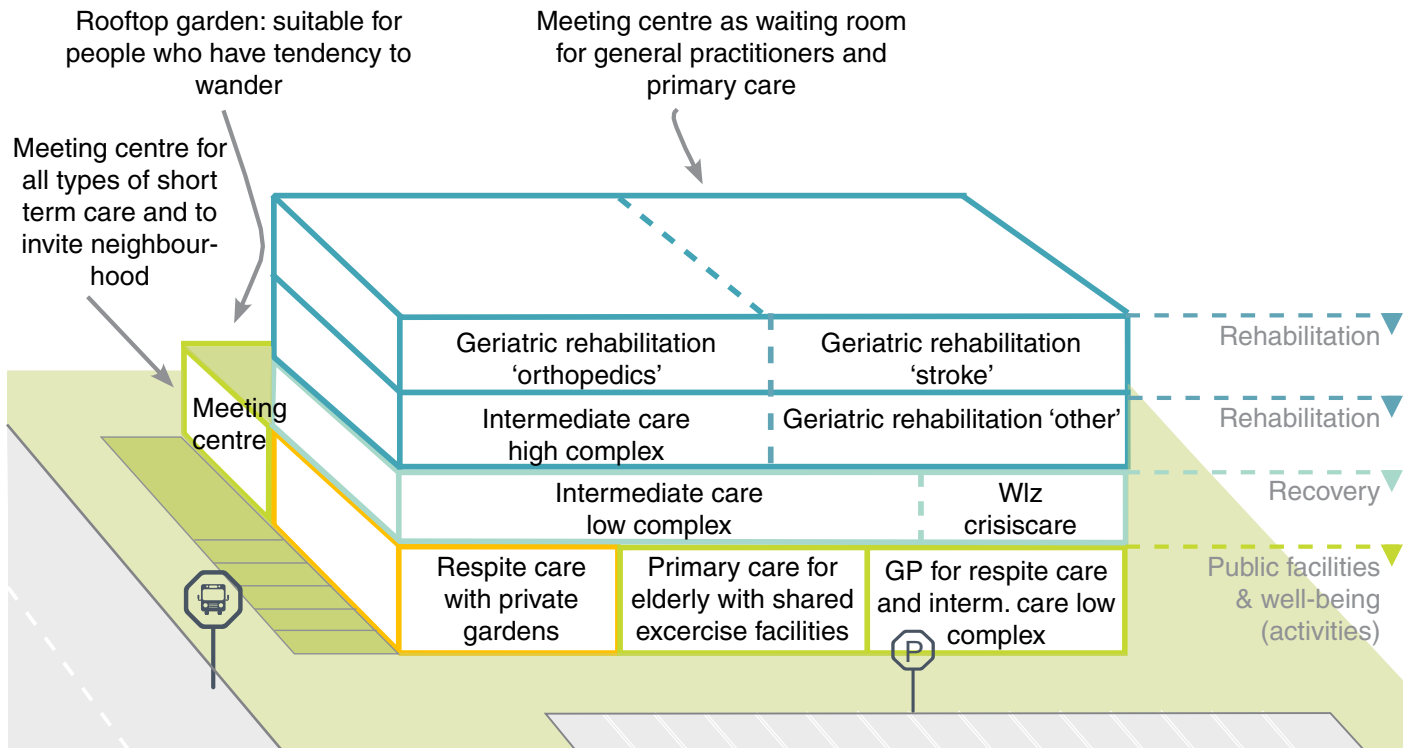 Rooftop garden: suitable for
people who have tendency to
wander
Meeting centre as waiting room
for general practitioners and
primary care
Meeting centre for
all types of short
term care and to
invite neighbour-
hood
Geriatric rehabilitation
‘orthopedics’
Geriatric rehabilitation
‘stroke’
Rehabilitation
Meeting
centre
Intermediate care
high complex
Geriatric rehabilitation ‘other’
Rehabilitation
Intermediate care
low complex
Wlz
crisiscare
Recovery
Respite care
with private
gardens
Primary care for
elderly with shared
excercise facilities
GP for respite care
and interm. care low
complex
Public facilities
& well-being
(activities)
P